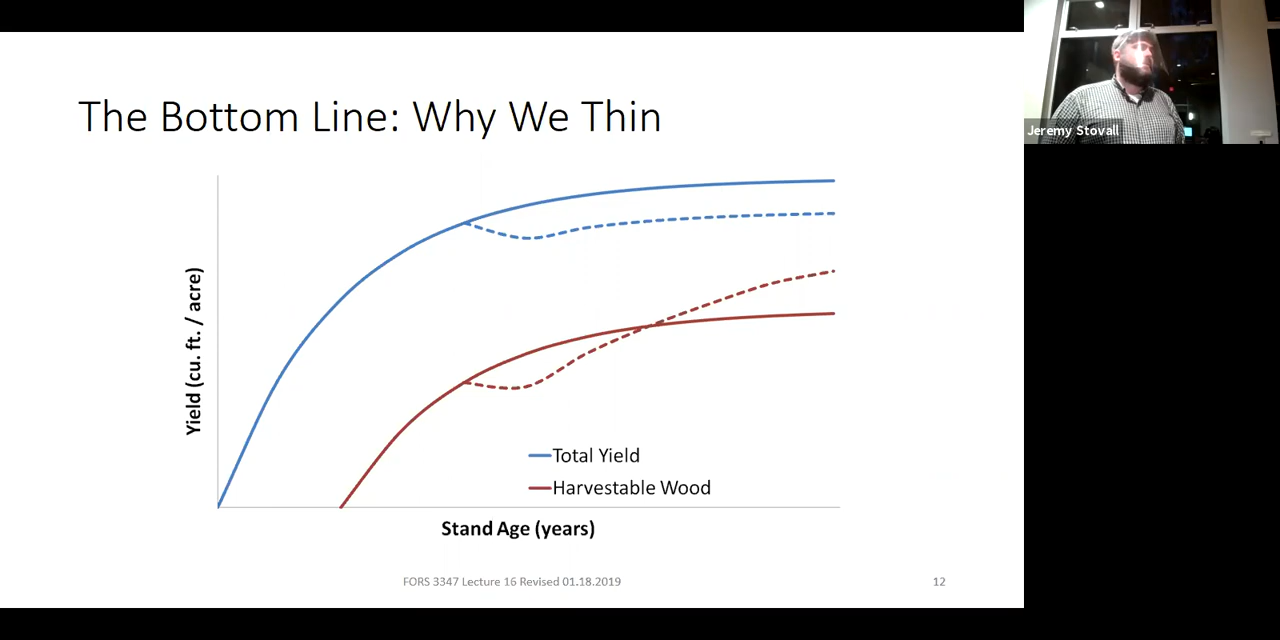 The Bottom Line: Why We Thin
Yield (cu. ft. / acre)
Total Yield
Harvestable Wood
Stand Age (years)
FORS 3347 Lecture 16 Revised 01.18.2019
12
Jeremy Stovall